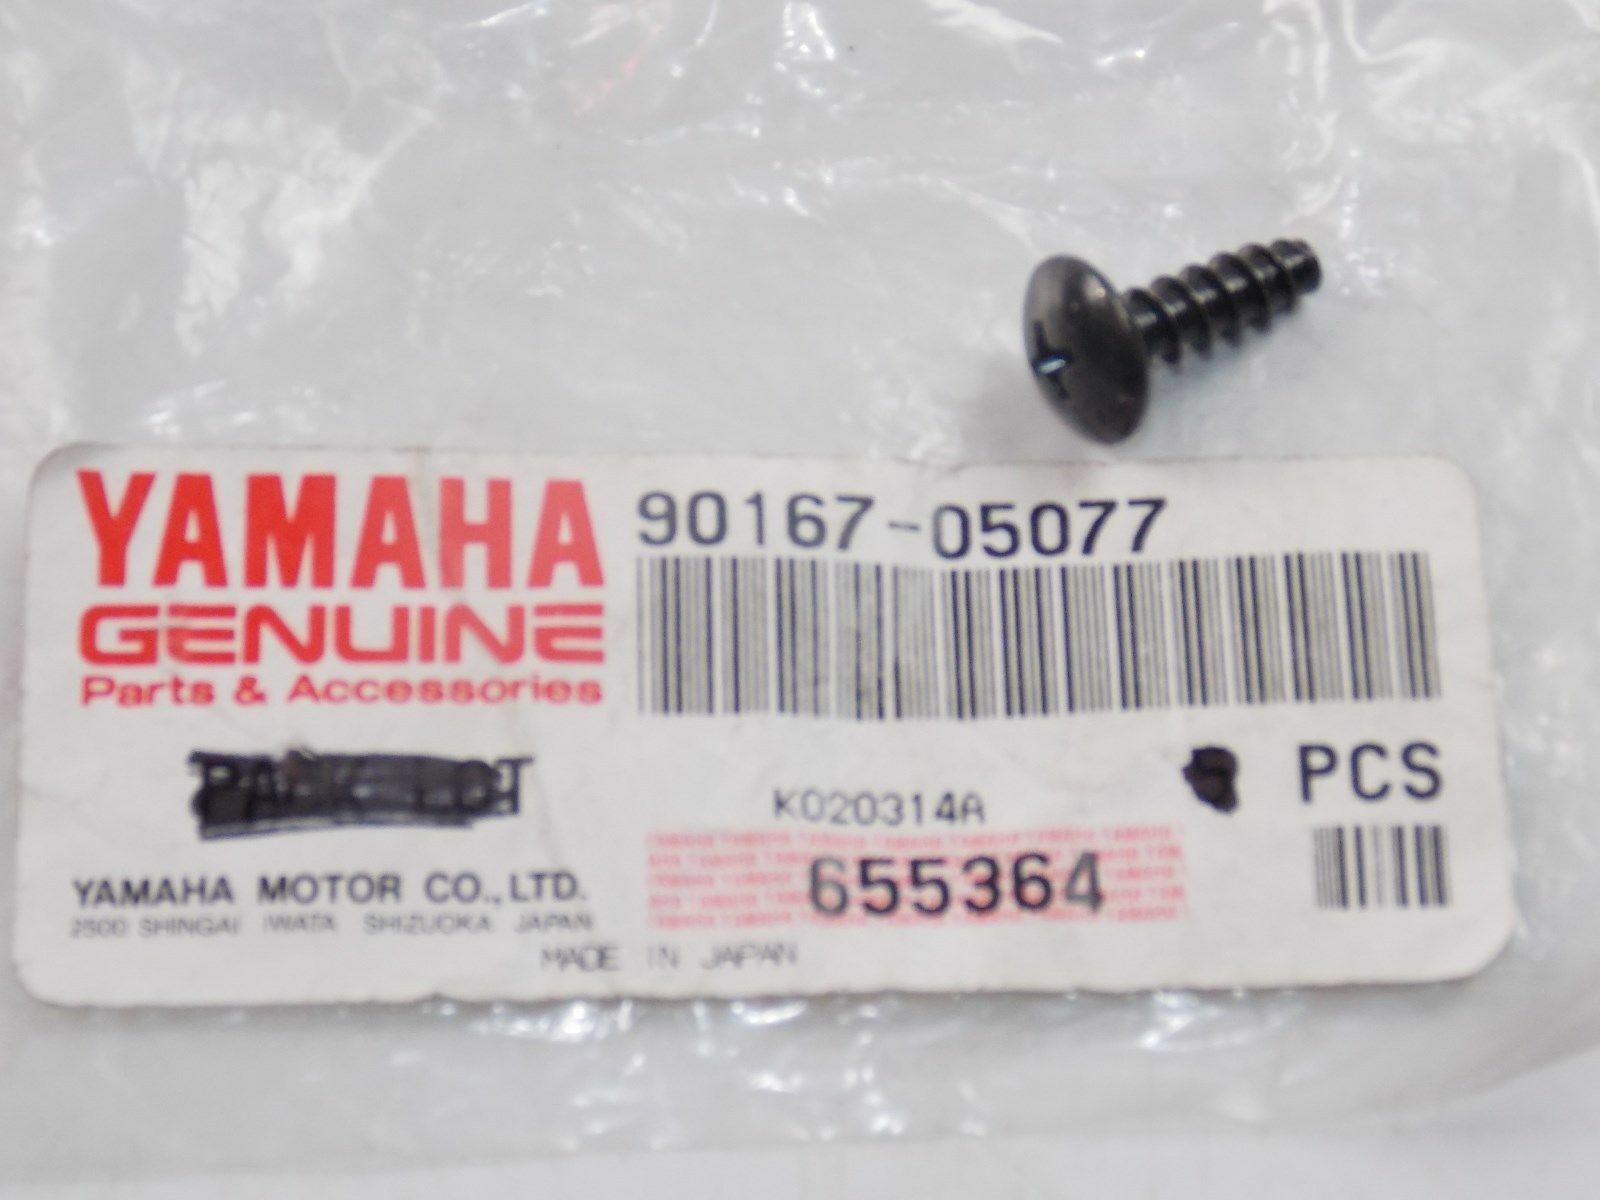 YAMAHA
GENUINE
Parts & Accessories
90167-05077
PCS
K020314A
655364
YAMAHA MOTOR CO., LTD.
2500 SHINGAI IWATA SHIZUOKA JAPAN
MADE IN JAPAN